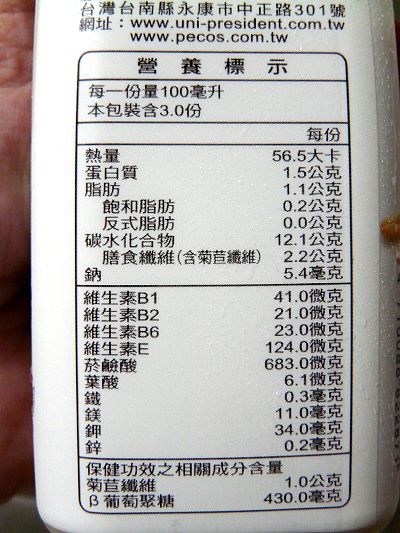 台灣台南縣永康市中正路301號
網址：www.uni-president.com.tw
www.pecos.com.tw
營養標示
每一份量100毫升
本包裝含3.0份
每份
熱量 56.5大卡
蛋白質 1.5公克
脂肪 1.1公克
飽和脂肪 0.2公克
反式脂肪 0.0公克
碳水化合物 12.1公克
膳食纖維(含菊苣纖維) 2.2公克
鈉 5.4毫克
維生素B1 41.0微克
維生素B2 21.0微克
維生素B6 23.0微克
維生素E 124.0微克
菸鹼酸 683.0微克
葉酸 6.1微克
鐵 0.3毫克
鎂 11.0毫克
鉀 34.0毫克
鋅 0.2毫克
保健功效之相關成分含量
菊苣纖維 1.0公克
β葡萄聚糖 430.0毫克